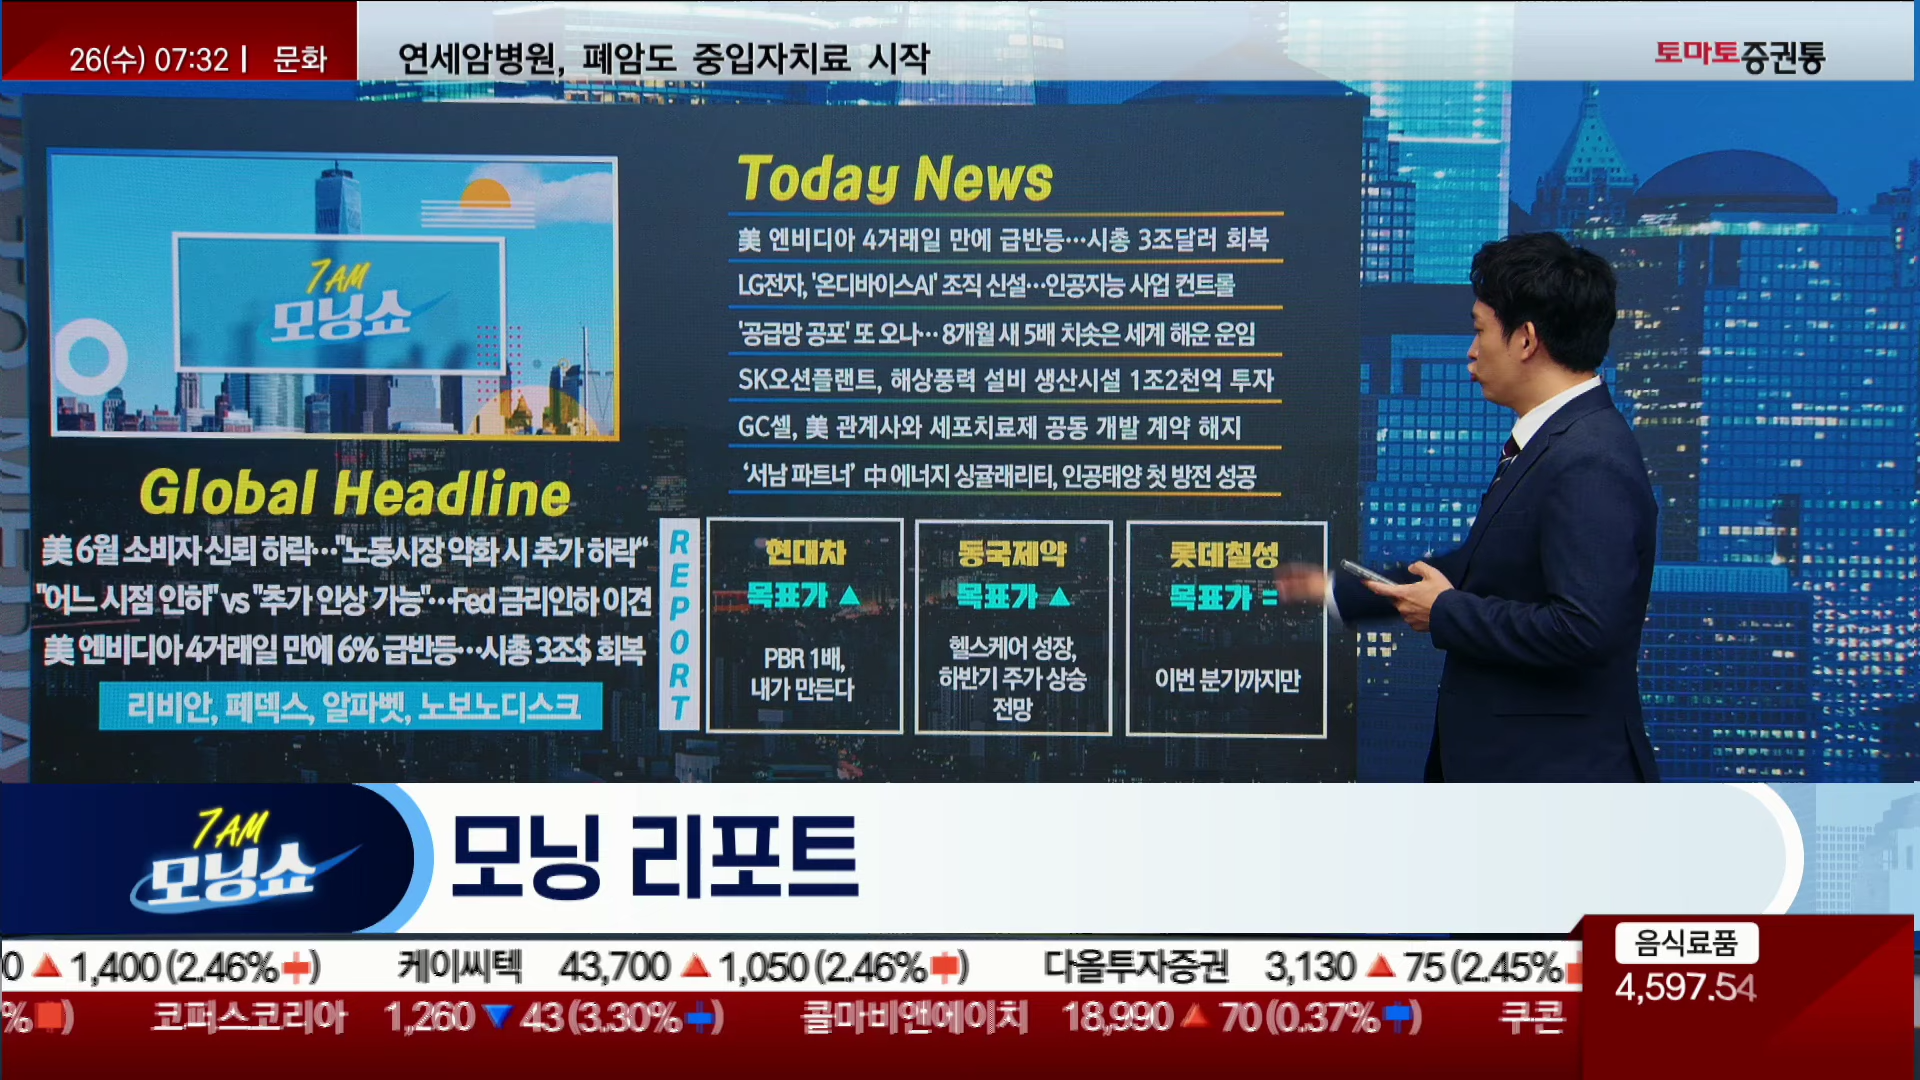 26(수) 07:32 | 문화
연세암병원, 폐암도 중입자치료 시작
토마토증권통
7 AM
모닝쇼
Today News
美 엔비디아 4거래일 만에 급반등…시총 3조달러 회복
LG전자, '온디바이스AI' 조직 신설…인공지능 사업 컨트롤
'공급망 공포' 또 오나… 8개월 새 5배 치솟은 세계 해운 운임
SK오션플랜트, 해상풍력 설비 생산시설 1조2천억 투자
GC셀, 美 관계사와 세포치료제 공동 개발 계약 해지
‘서남 파트너’ 中 에너지 싱귤래리티, 인공태양 첫 방전 성공
Global Headline
美 6월 소비자 신뢰 하락…"노동시장 약화 시 추가 하락“
"어느 시점 인하" vs "추가 인상 가능"…Fed 금리인하 이견
美 엔비디아 4거래일 만에 6% 급반등…시총 3조$ 회복
리비안, 페덱스, 알파벳, 노보노디스크
REPORT
현대차
목표가 ▲
PBR 1배,
내가 만든다
동국제약
목표가 ▲
헬스케어 성장,
하반기 주가 상승
전망
롯데칠성
목표가 =
이번 분기까지만
7 AM
모닝쇼
모닝 리포트
0 ▲ 1,400 (2.46%) 케이씨텍 43,700 ▲ 1,050 (2.46%) 다올투자증권 3,130 ▲ 75 (2.45%
%) 코퍼스코리아 1,260 ▼ 43 (3.30%) 콜마비앤에이치 18,990 ▲ 70 (0.37%) 쿠콘
음식료품
4,597.54